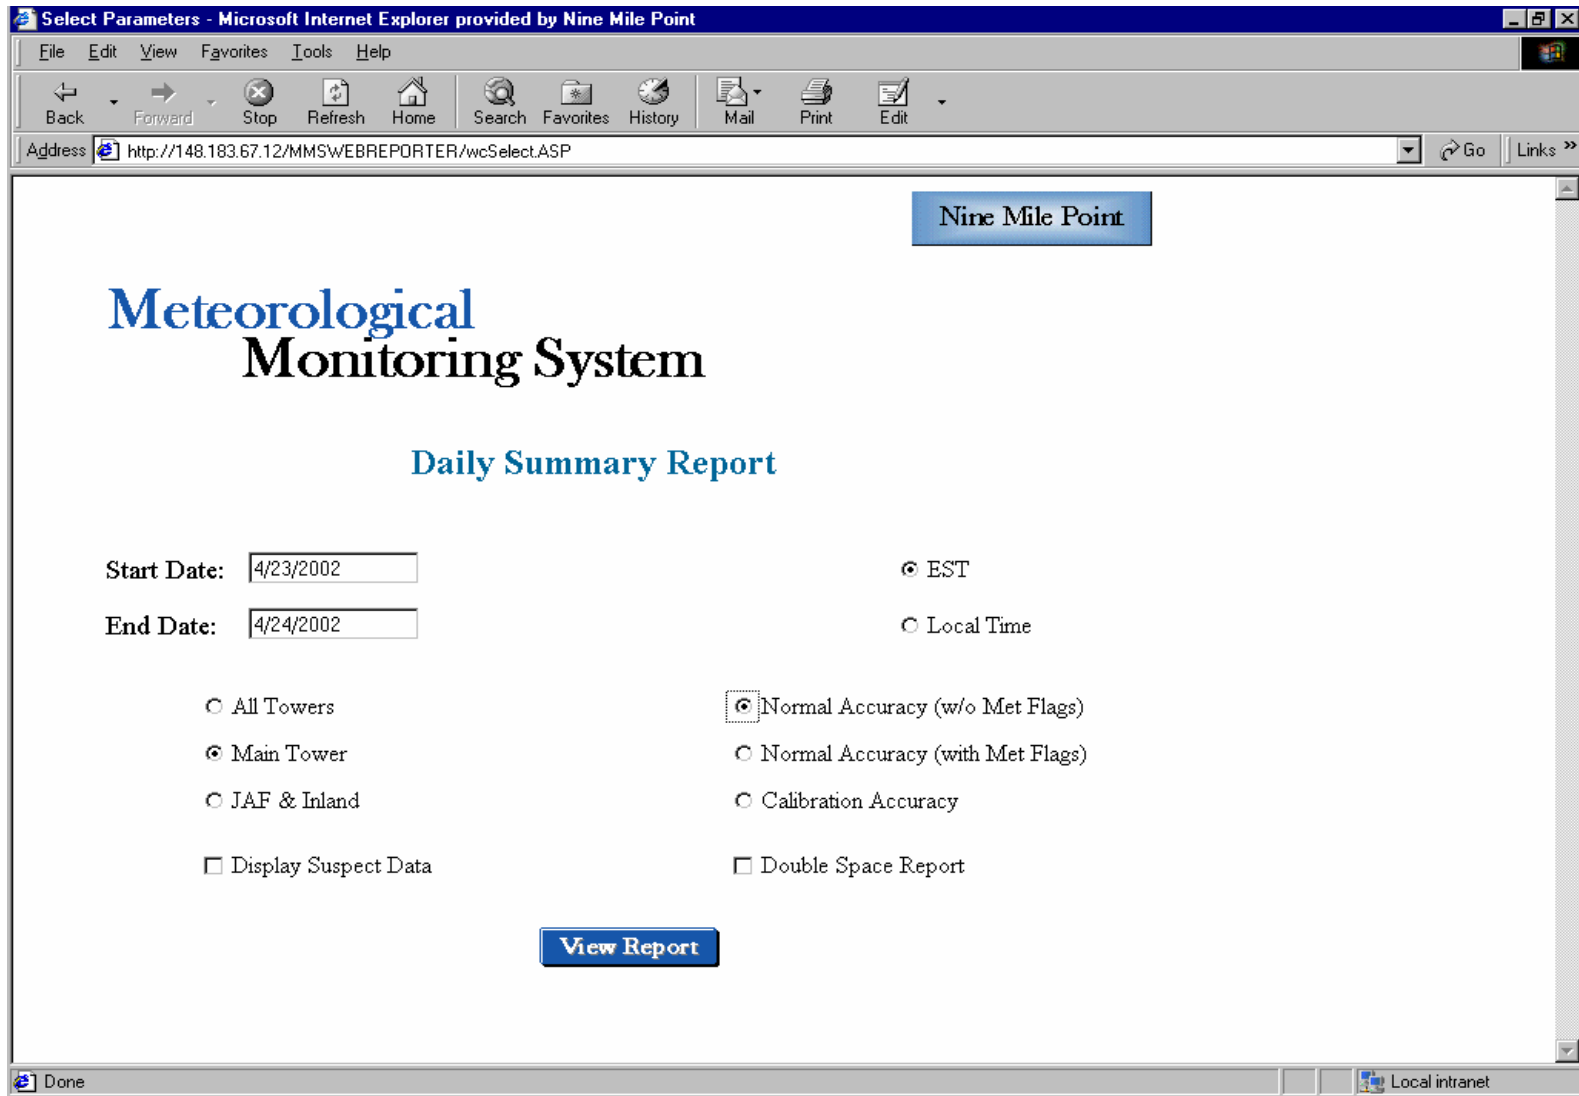 Select Parameters - Microsoft Internet Explorer provided by Nine Mile Point
File Edit View Favorites Tools Help
Back Forward Stop Refresh Home Search Favorites History Mail Print Edit
Address http://148.183.67.12/MMSWEBREPORTER/wcSelect.ASP Go Links »
Nine Mile Point
Meteorological
Monitoring System
Daily Summary Report
Start Date: 4/23/2002 EST
End Date: 4/24/2002 Local Time
All Towers Normal Accuracy (w/o Met Flags)
Main Tower Normal Accuracy (with Met Flags)
JAF & Inland Calibration Accuracy
Display Suspect Data Double Space Report
View Report
Done Local intranet